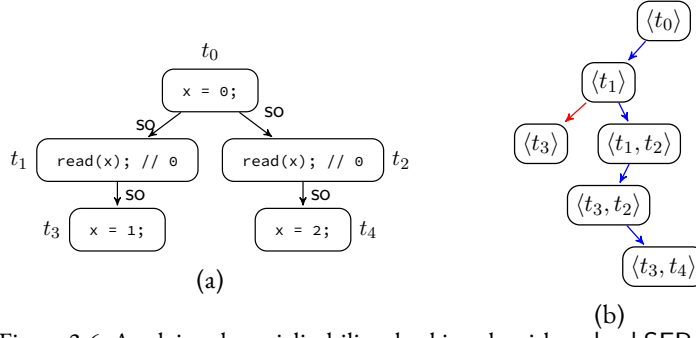 t₀
x = 0;
so
so
t₁
read(x); // 0
read(x); // 0
t₂
so
so
t₃
x = 1;
x = 2;
t₄
(a)
⟨t₀⟩
⟨t₁⟩
⟨t₃⟩
⟨t₁, t₂⟩
⟨t₃, t₂⟩
⟨t₃, t₄⟩
(b)